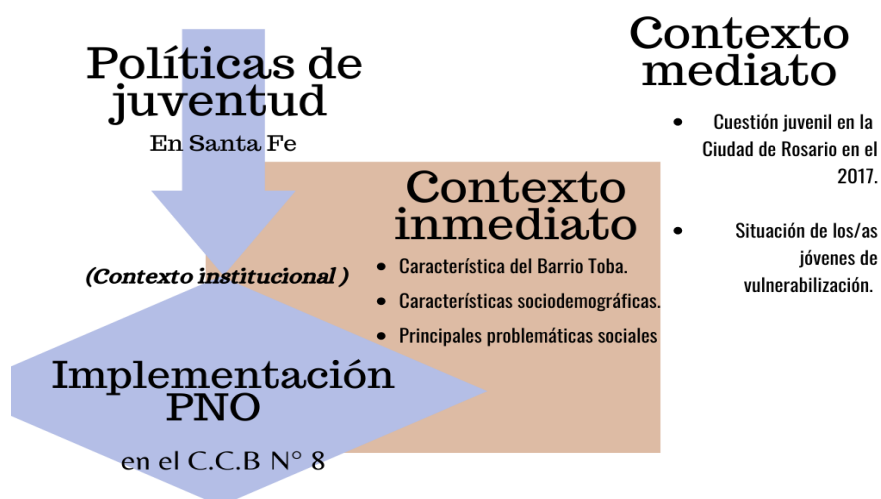 Políticas de
juventud
En Santa Fe
(Contexto institucional )
Implementación
PNO
en el C.C.B N° 8
Contexto
inmediato
• Característica del Barrio Toba.
• Características sociodemográficas.
• Principales problemáticas sociales
Contexto
mediato
• Cuestión juvenil en la
Ciudad de Rosario en el
2017.
• Situación de los/as
jóvenes de
vulnerabilización.